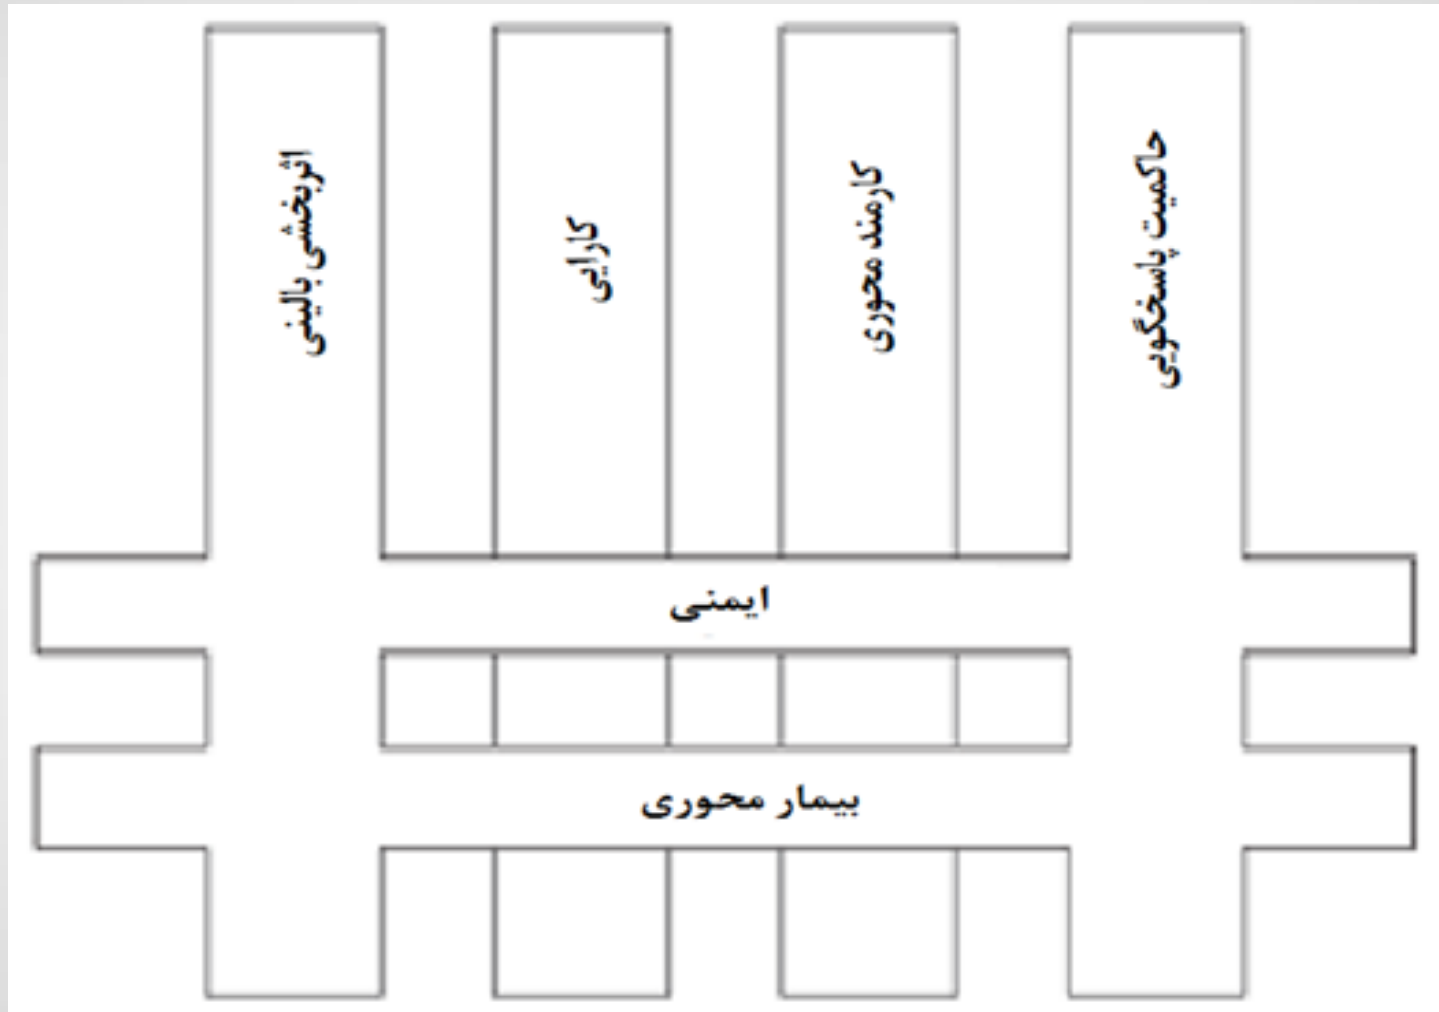 حاکمیت پاسخگویی
کارمند محوری
کارایی
اثربخشی بالینی
ایمنی
بیمار محوری